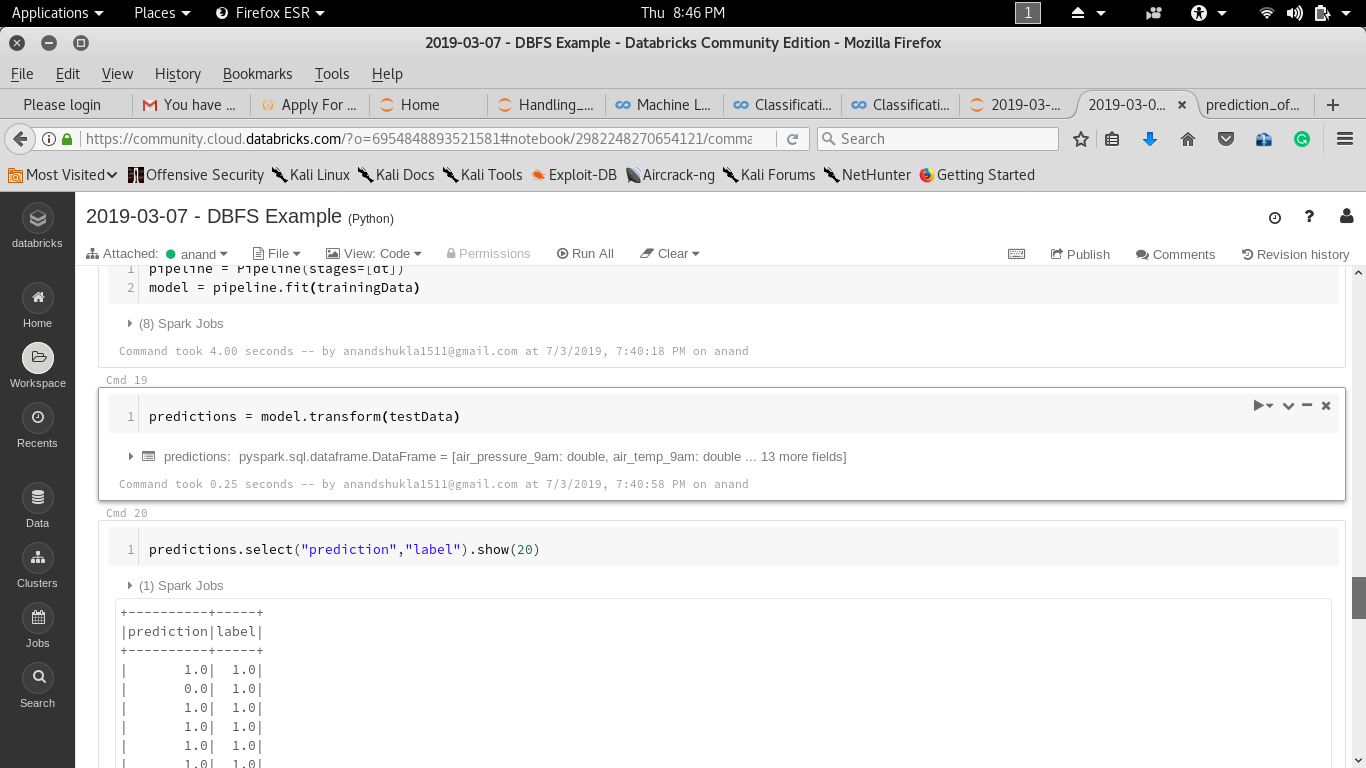 Applications Places Firefox ESR Thu 8:46 PM 1
2019-03-07 - DBFS Example - Databricks Community Edition - Mozilla Firefox
File Edit View History Bookmarks Tools Help
Please login You have ... Apply For ... Home Handling_... Machine L... Classificati... Classificati... 2019-03-... 2019-03-0... prediction_of...
https://community.cloud.databricks.com/?o=6954848893521581#notebook/2982248270654121/comma Search
Most Visited Offensive Security Kali Linux Kali Docs Kali Tools Exploit-DB Aircrack-ng Kali Forums NetHunter Getting Started
databricks
Home
Workspace
Recents
Data
Clusters
Jobs
Search
2019-03-07 - DBFS Example (Python)
Attached: anand File View: Code Permissions Run All Clear Publish Comments Revision history
1 pipeline = Pipeline(stages=[dt])
2 model = pipeline.fit(trainingData)
(8) Spark Jobs
Command took 4.00 seconds -- by anandshukla1511@gmail.com at 7/3/2019, 7:40:18 PM on anand
Cmd 19
1 predictions = model.transform(testData)
predictions: pyspark.sql.dataframe.DataFrame = [air_pressure_9am: double, air_temp_9am: double ... 13 more fields]
Command took 0.25 seconds -- by anandshukla1511@gmail.com at 7/3/2019, 7:40:58 PM on anand
Cmd 20
1 predictions.select("prediction","label").show(20)
(1) Spark Jobs
+----------+-----+
|prediction|label|
+----------+-----+
| 1.0| 1.0|
| 0.0| 1.0|
| 1.0| 1.0|
| 1.0| 1.0|
| 1.0| 1.0|
| 1.0| 1.0|